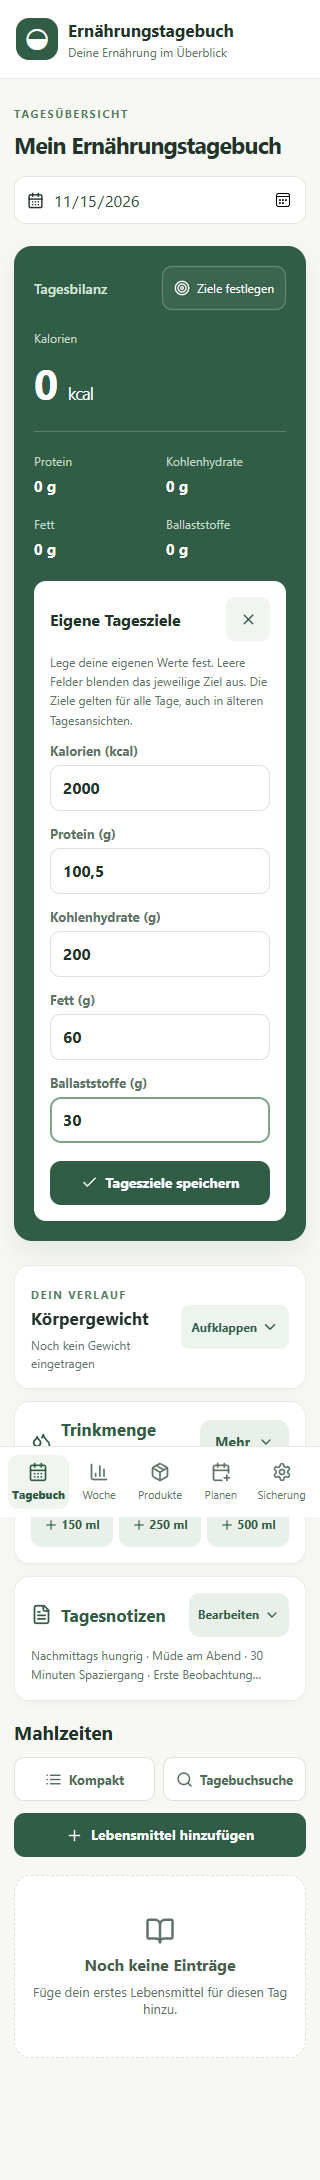 Ernährungstagebuch
Deine Ernährung im Überblick
TAGESÜBERSICHT
Mein Ernährungstagebuch
11/15/2026
Tagesbilanz
Ziele festlegen
Kalorien
0 kcal
Protein
Kohlenhydrate
0 g
0 g
Fett
Ballaststoffe
0 g
0 g
Eigene Tagesziele
Lege deine eigenen Werte fest. Leere
Felder blenden das jeweilige Ziel aus. Die
Ziele gelten für alle Tage, auch in älteren
Tagesansichten.
Kalorien (kcal)
2000
Protein (g)
100,5
Kohlenhydrate (g)
200
Fett (g)
60
Ballaststoffe (g)
30
Tagesziele speichern
DEIN VERLAUF
Körpergewicht
Noch kein Gewicht
eingetragen
Aufklappen
Trinkmenge
Mehr
Tagebuch
Woche
Produkte
Planen
Sicherung
+ 150 ml
+ 250 ml
+ 500 ml
Tagesnotizen
Bearbeiten
Nachmittags hungrig · Müde am Abend · 30
Minuten Spaziergang · Erste Beobachtung...
Mahlzeiten
Kompakt
Tagebuchsuche
+ Lebensmittel hinzufügen
Noch keine Einträge
Füge dein erstes Lebensmittel für diesen Tag
hinzu.